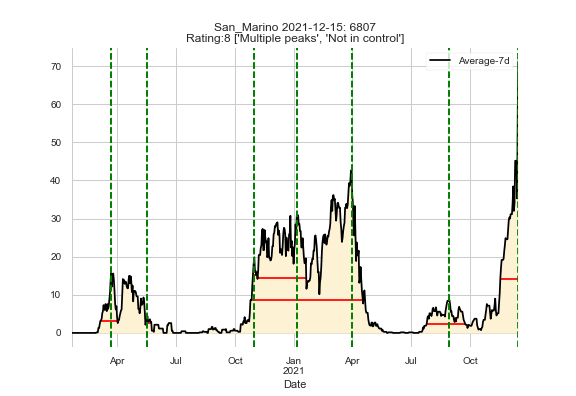 San_Marino 2021-12-15: 6807
Rating:8 ['Multiple peaks', 'Not in control']
Average-7d
70
60
50
40
30
20
10
0
Apr Jul Oct Jan Apr Jul Oct
2021
Date